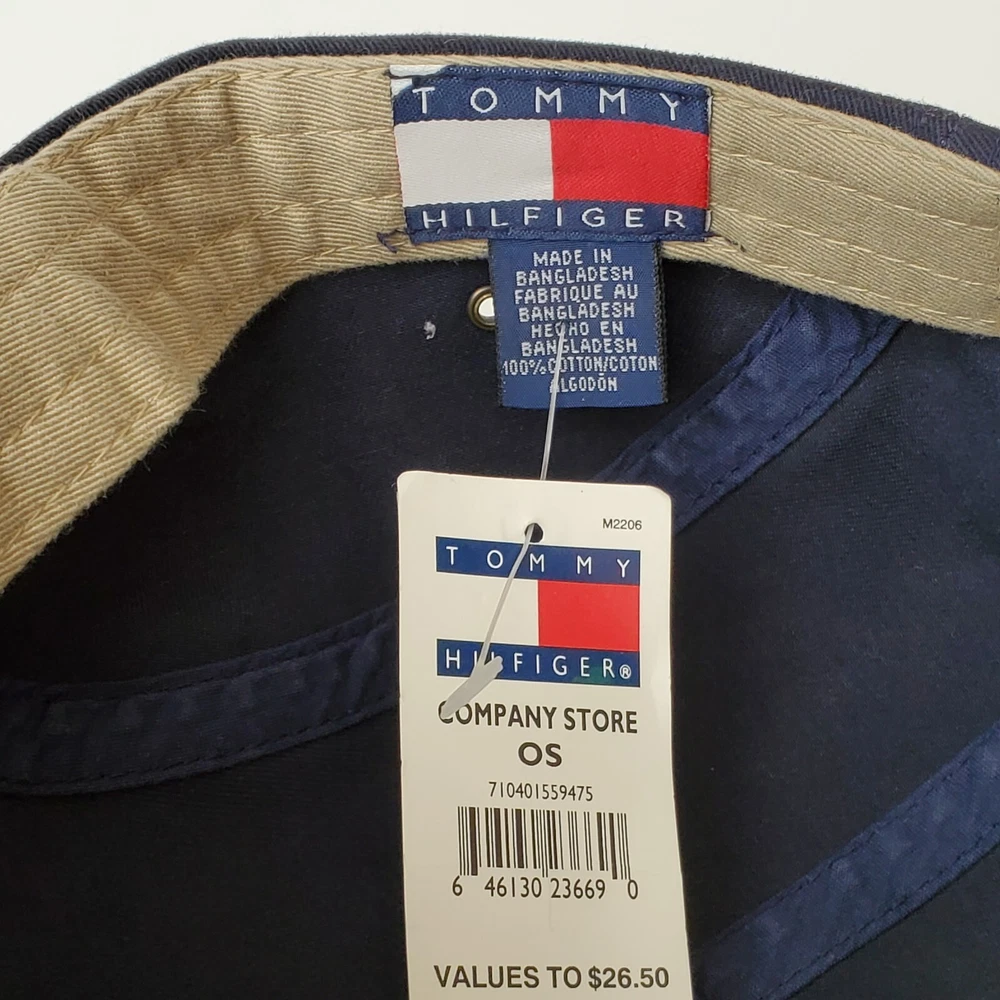 TOMMY
HILFIGER
MADE IN
BANGLADESH
FABRIQUE AU
BANGLADESH
HECHO EN
BANGLADESH
100% COTTON/COTON
ALGODÓN
M2206
TOMMY
HILFIGER®
COMPANY STORE
OS
710401559475
6 46130 23669 0
VALUES TO $26.50